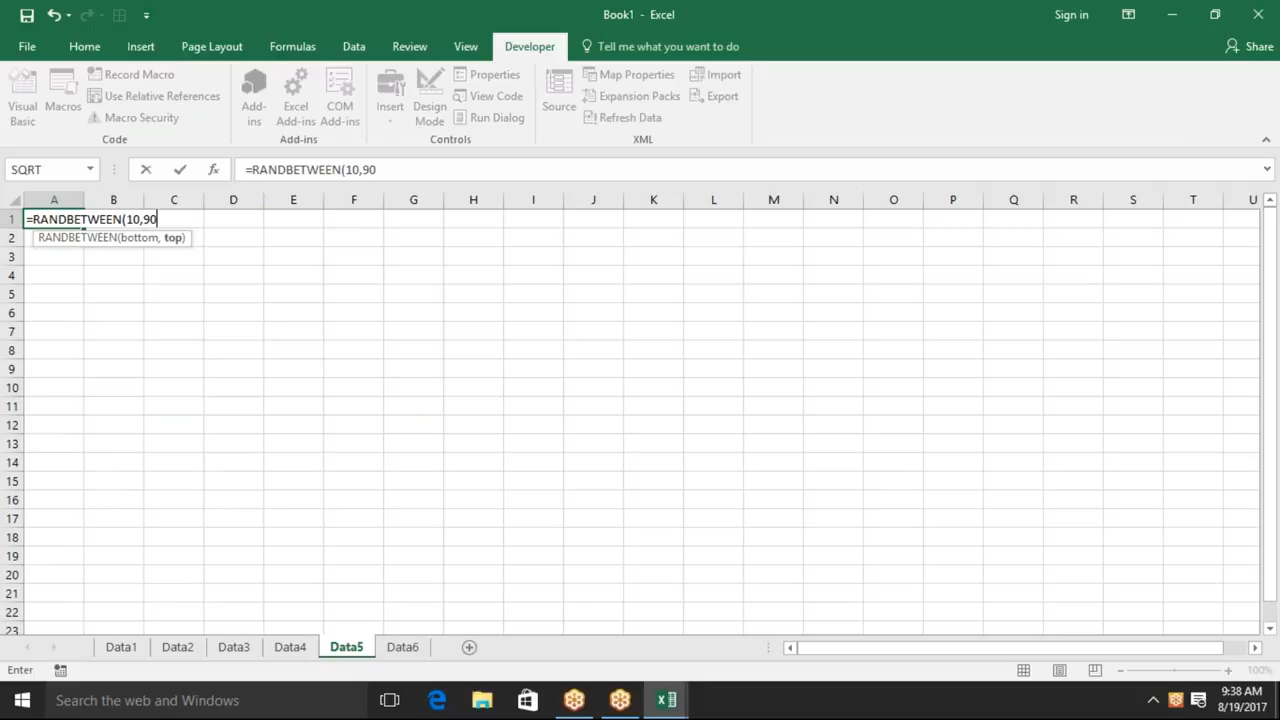 Book1 - Excel
Sign in
File Home Insert Page Layout Formulas Data Review View Developer Tell me what you want to do Share
Visual Basic
Macros
Record Macro
Use Relative References
Macro Security
Code
Add-ins
Excel Add-ins
COM Add-ins
Add-ins
Insert
Design Mode
Properties
View Code
Run Dialog
Controls
Source
Map Properties
Expansion Packs
Refresh Data
Import
Export
XML
SQRT fx =RANDBETWEEN(10,90
A B C D E F G H I J K L M N O P Q R S T U
1 =RANDBETWEEN(10,90
2 RANDBETWEEN(bottom, top)
3
4
5
6
7
8
9
10
11
12
13
14
15
16
17
18
19
20
21
22
23
Data1 Data2 Data3 Data4 Data5 Data6
Enter 100%
Search the web and Windows
9:38 AM
8/19/2017